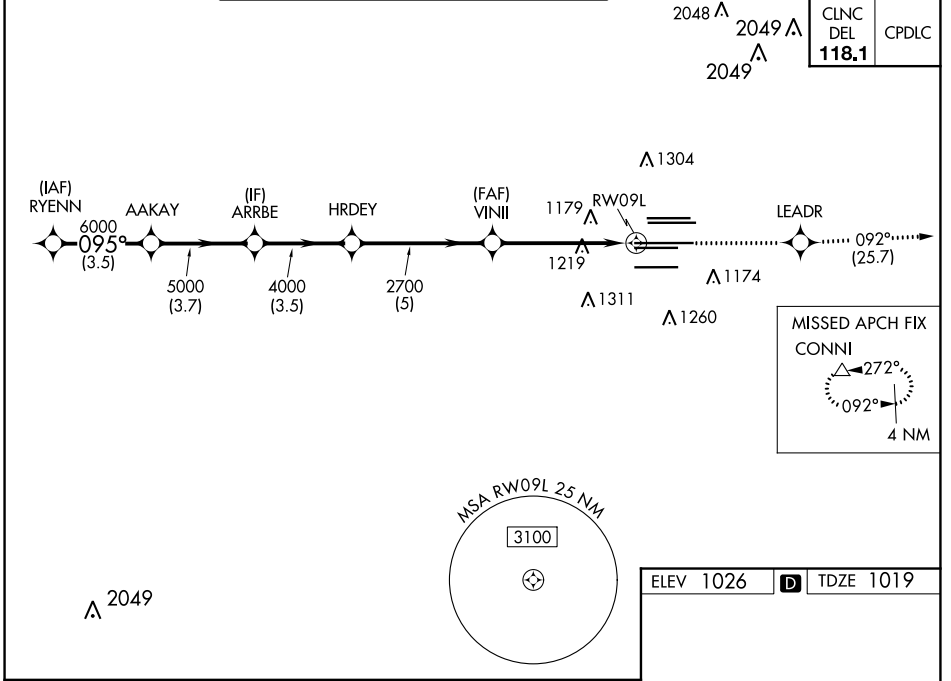 2048
2049
2049
CLNC
DEL
118.1
CPDLC
1304
(IAF)
RYENN
AAKAY
(IF)
ARRBE
HRDEY
(FAF)
VINII
1179
RW09L
LEADR
6000
095°
(3.5)
1219
092°
(25.7)
5000
(3.7)
4000
(3.5)
2700
(5)
1174
1311
1260
MISSED APCH FIX
CONNI
272°
092°
4 NM
MSA RW09L 25 NM
3100
2049
ELEV 1026 D TDZE 1019